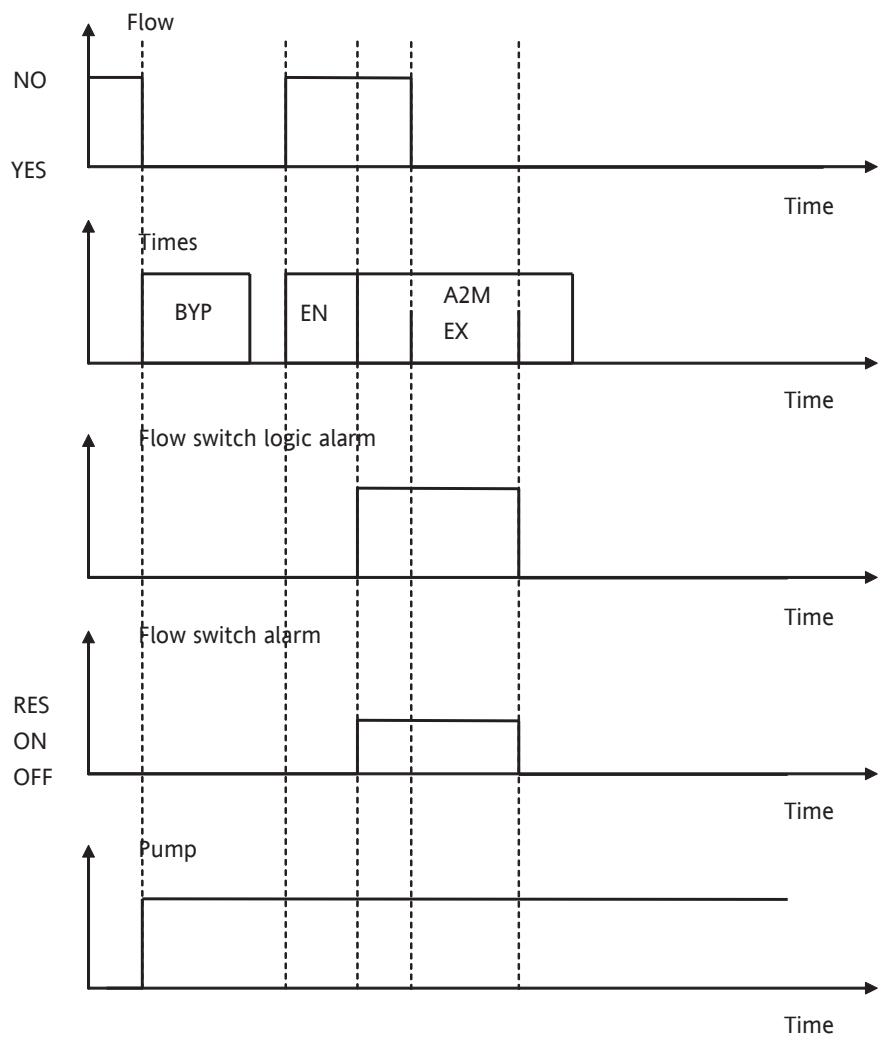 Flow
NO
YES
Time
Times
BYP
EN
A2M
EX
Time
Flow switch logic alarm
Time
Flow switch alarm
RES
ON
OFF
Time
Pump
Time